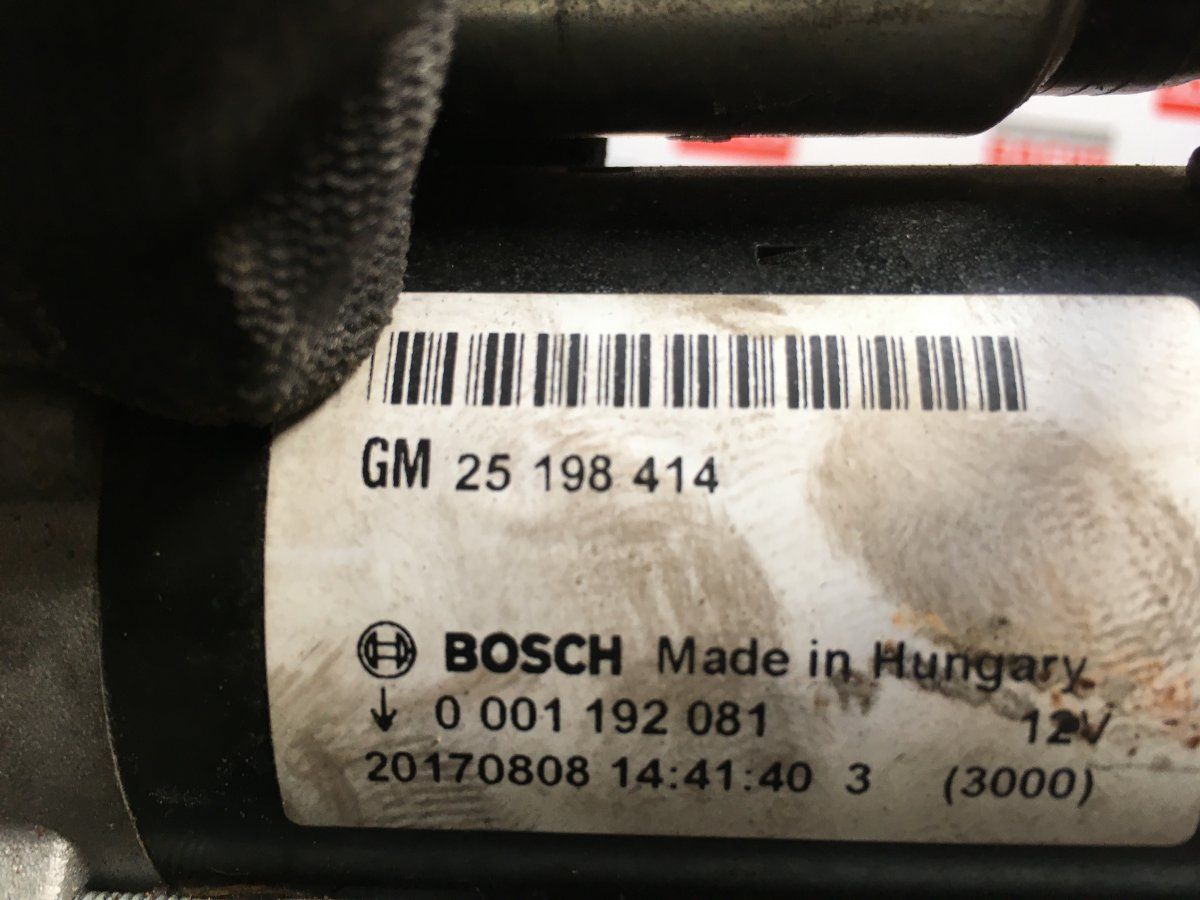 GM 25 198 414
BOSCH Made in Hungary
0 001 192 081 12V
20170808 14:41:40 3 (3000)